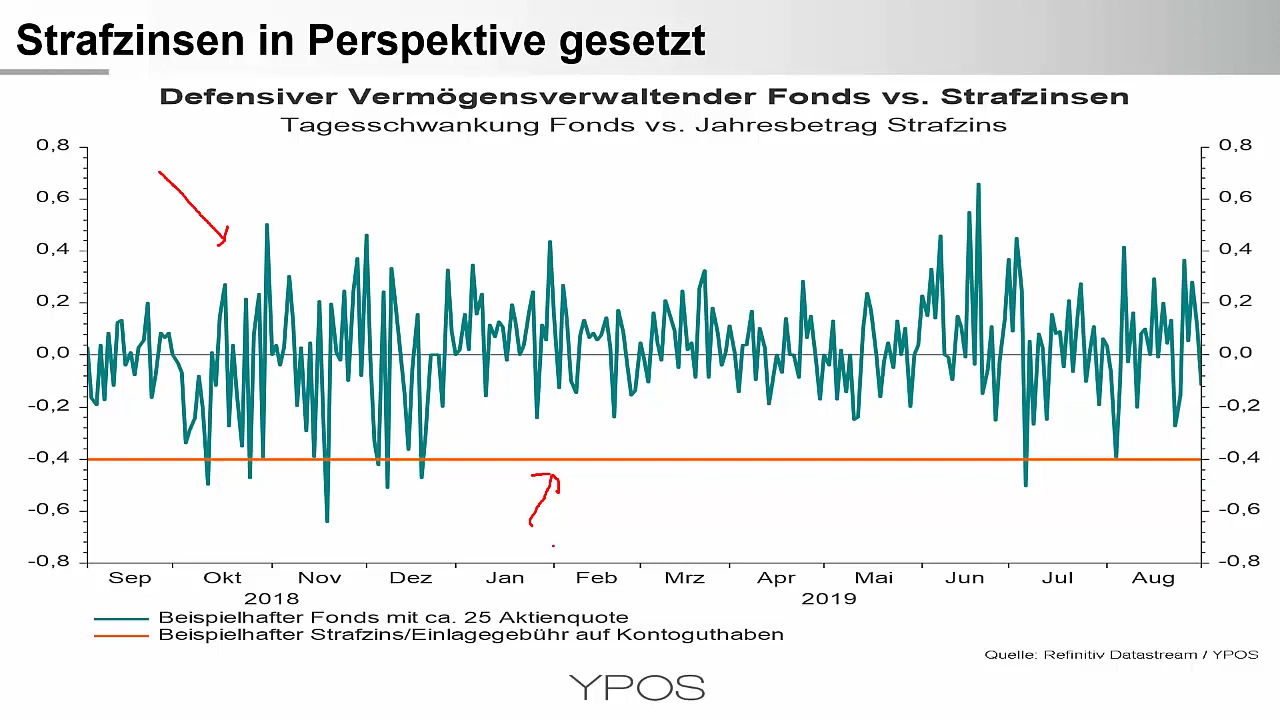 Strafzinsen in Perspektive gesetzt
Defensiver Vermögensverwaltender Fonds vs. Strafzinsen
Tagesschwankung Fonds vs. Jahresbetrag Strafzins
0,8 0,8
0,6 0,6
0,4 0,4
0,2 0,2
0,0 0,0
-0,2 -0,2
-0,4 -0,4
-0,6 -0,6
-0,8 -0,8
Sep Okt Nov Dez Jan Feb Mrz Apr Mai Jun Jul Aug
2018 2019
Beispielhafter Fonds mit ca. 25 Aktienquote
Beispielhafter Strafzins/Einlagegebühr auf Kontoguthaben
Quelle: Refinitiv Datastream / YPOS
YPOS